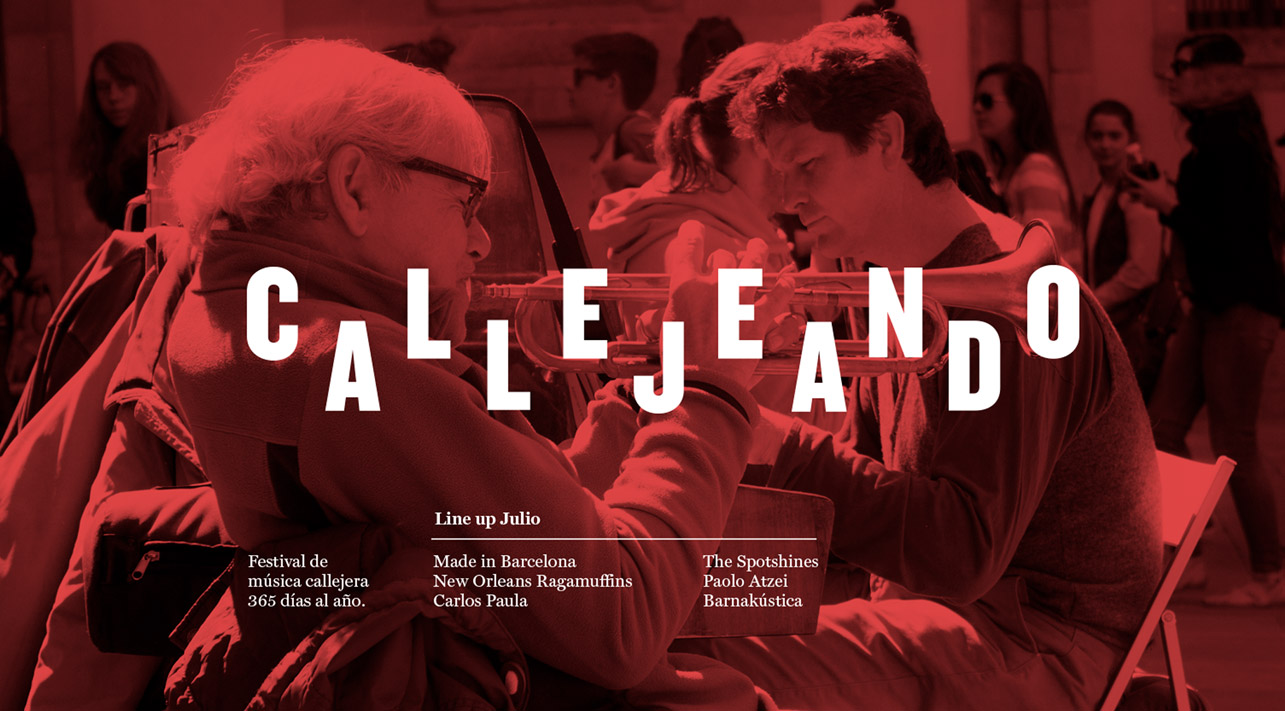 CALLEJEANDO
Festival de
música callejera
365 días al año.
Line up Julio
Made in Barcelona
New Orleans Ragamuffins
Carlos Paula
The Spotshines
Paolo Atzei
Barnakústica